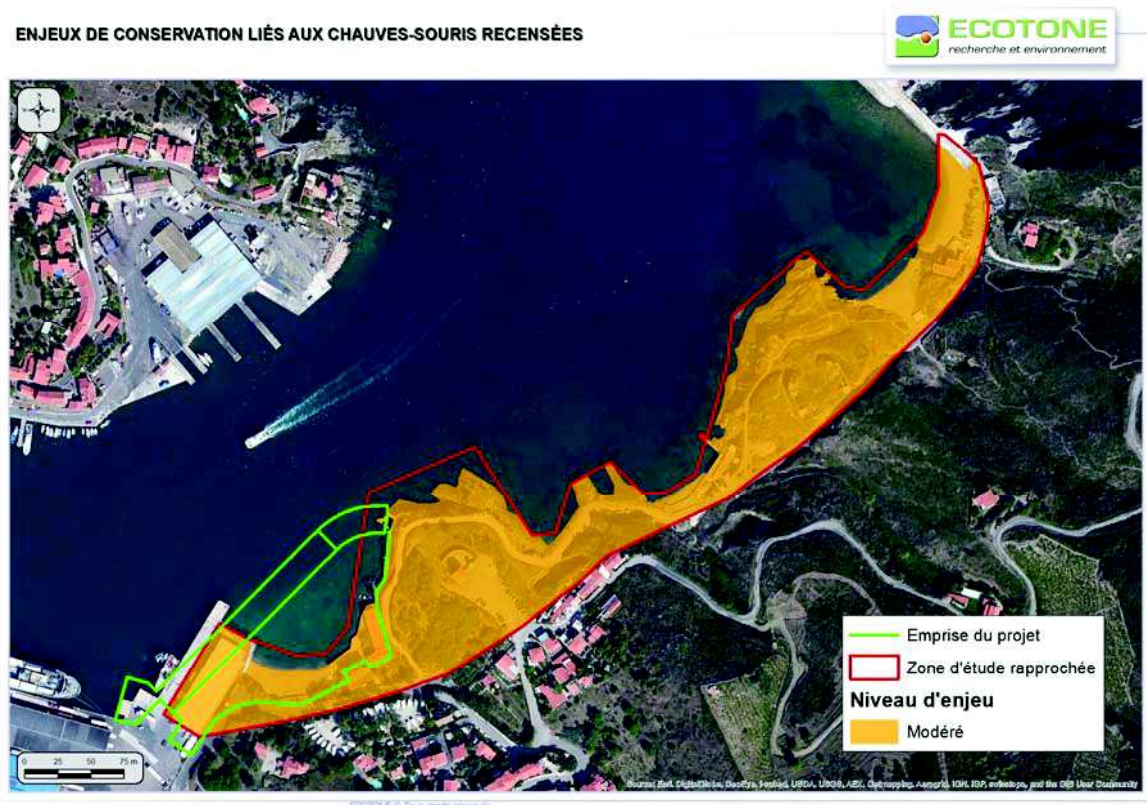 ENJEUX DE CONSERVATION LIÉS AUX CHAUVES-SOURIS RECENSÉES
ECOTONE
recherche et environnement
Emprise du projet
Zone d'étude rapprochée
Niveau d'enjeu
Modéré
0 25 50 75 m